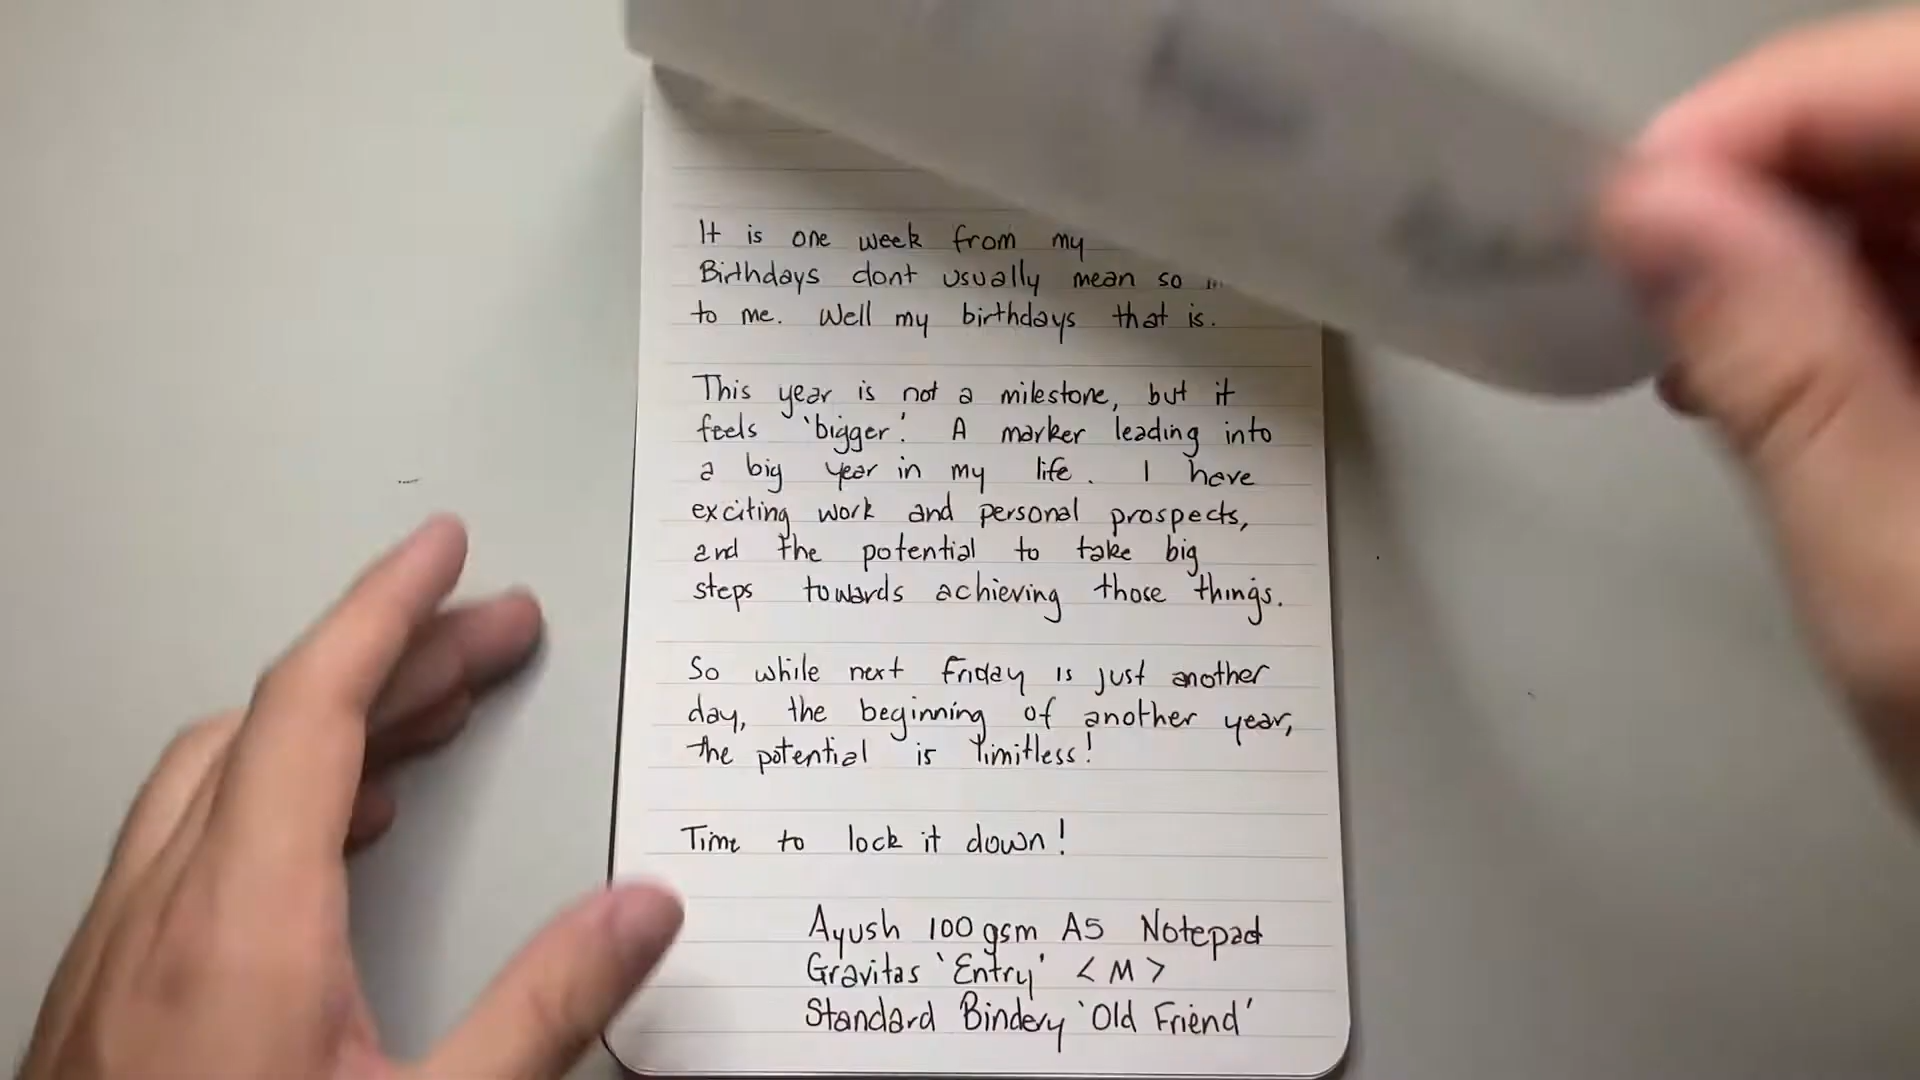 It is one week from my
Birthdays dont usually mean so
to me. Well my birthdays that is.
This year is not a milestone, but it
feels 'bigger'. A marker leading into
a big year in my life. I have
exciting work and personal prospects,
and the potential to take big
steps towards achieving those things.
So while next Friday is just another
day, the beginning of another year,
the potential is limitless!
Time to lock it down!
Ayush 100gsm A5 Notepad
Gravitas 'Entry' <M>
Standard Bindery 'Old Friend'